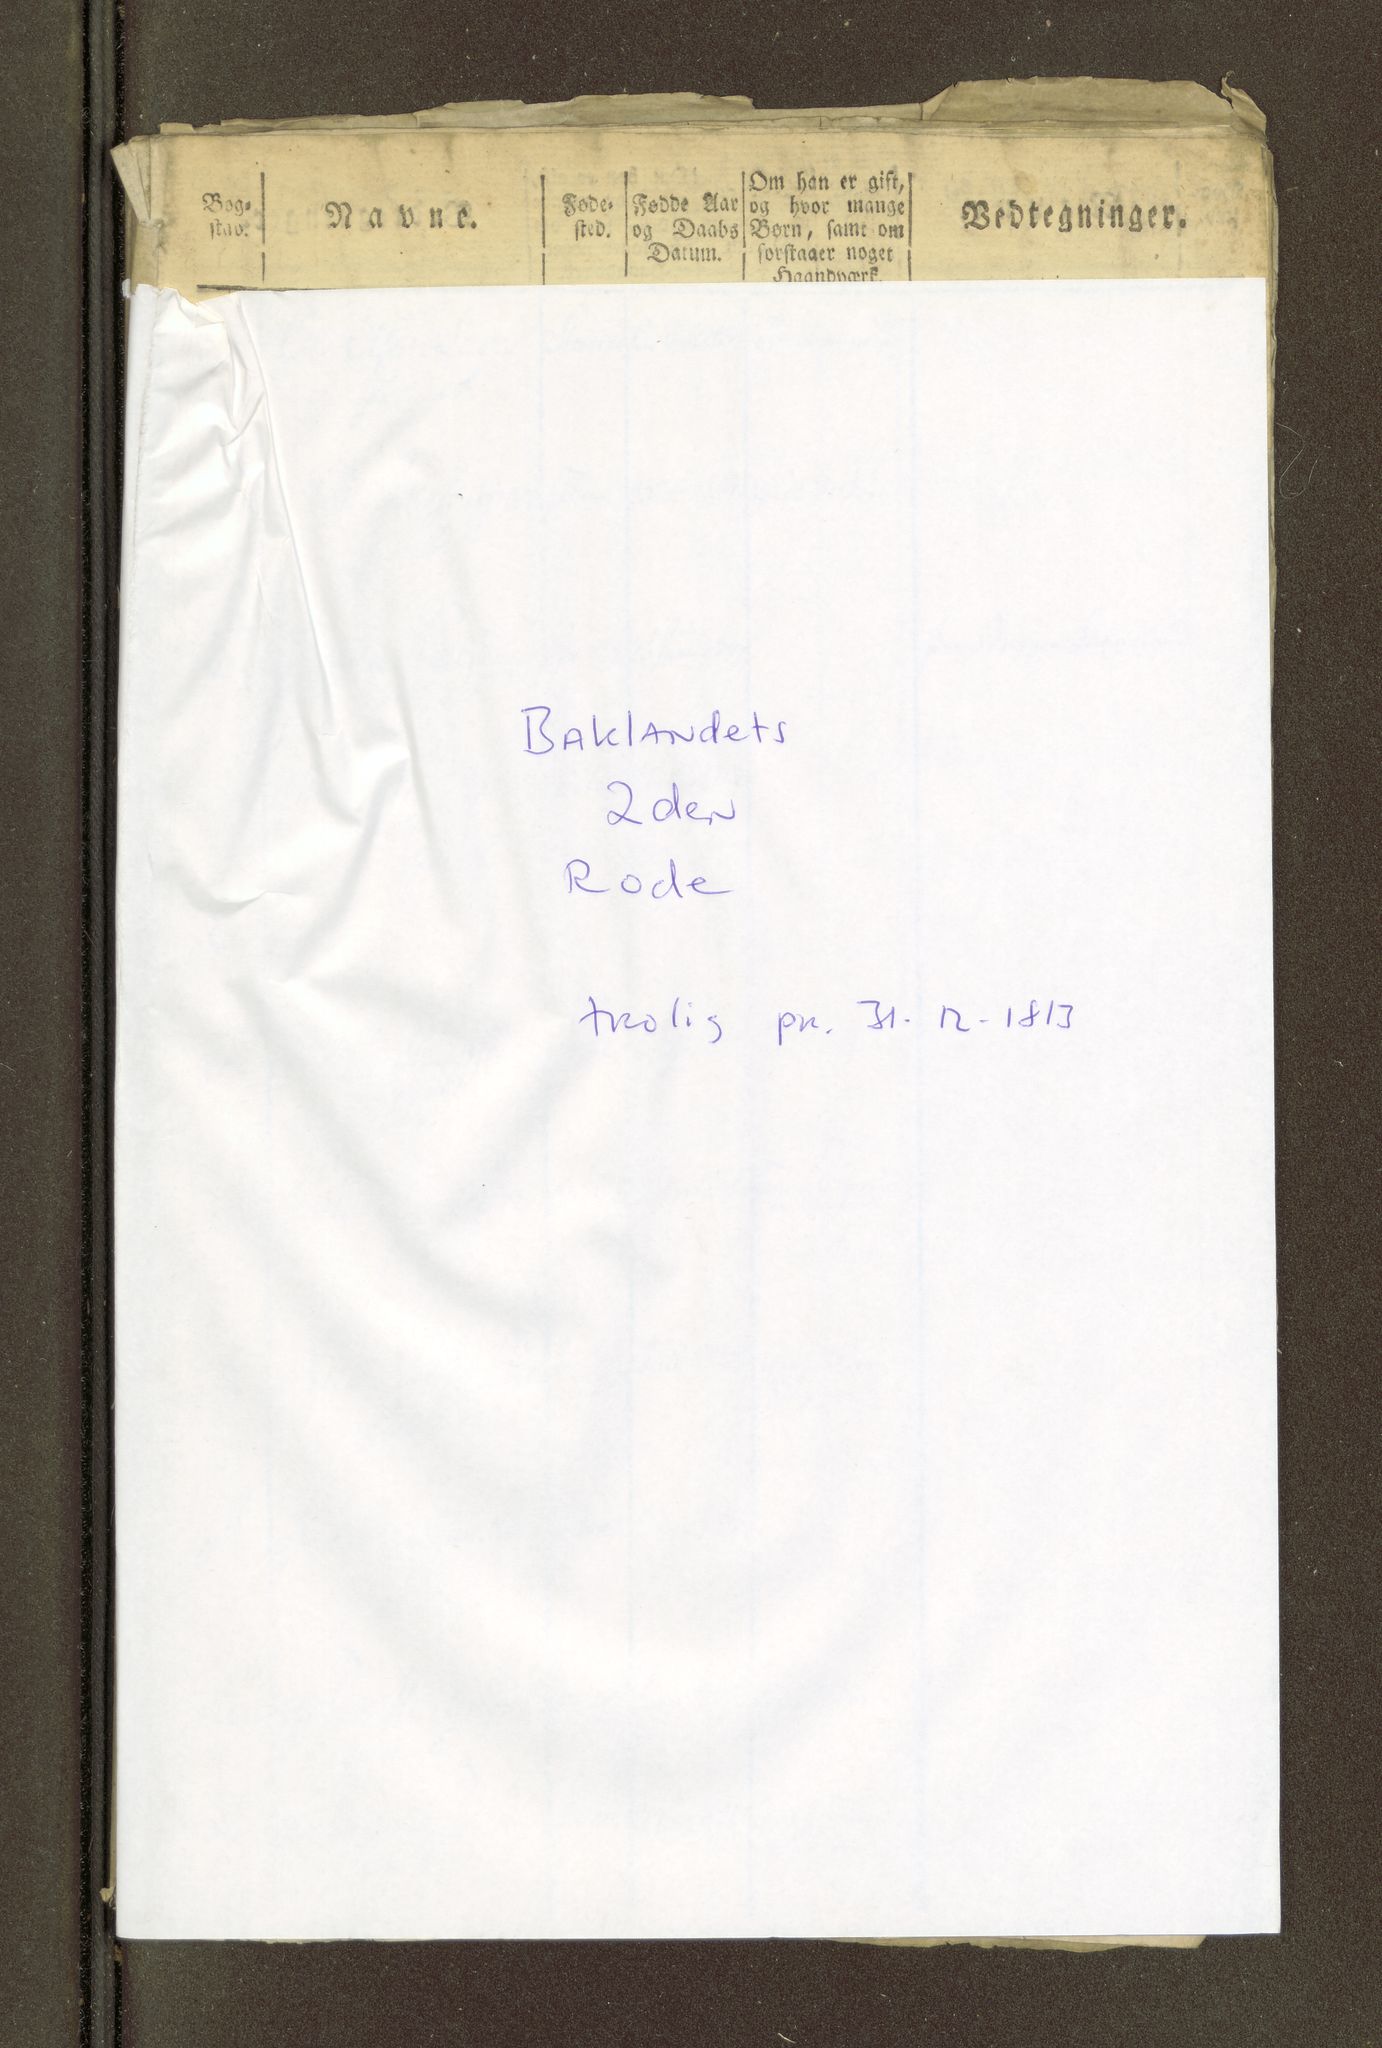 Bog-
stav.
Navne.
Føde-
sted.
Fødde Aar
og Daabs
Datum.
Om han er gift,
og hvor mange
Børn, samt om
forstaaer noget
Haandværk.
Vedtegninger.
Baklandets
2den
Rode
trolig pr. 31-12-1813